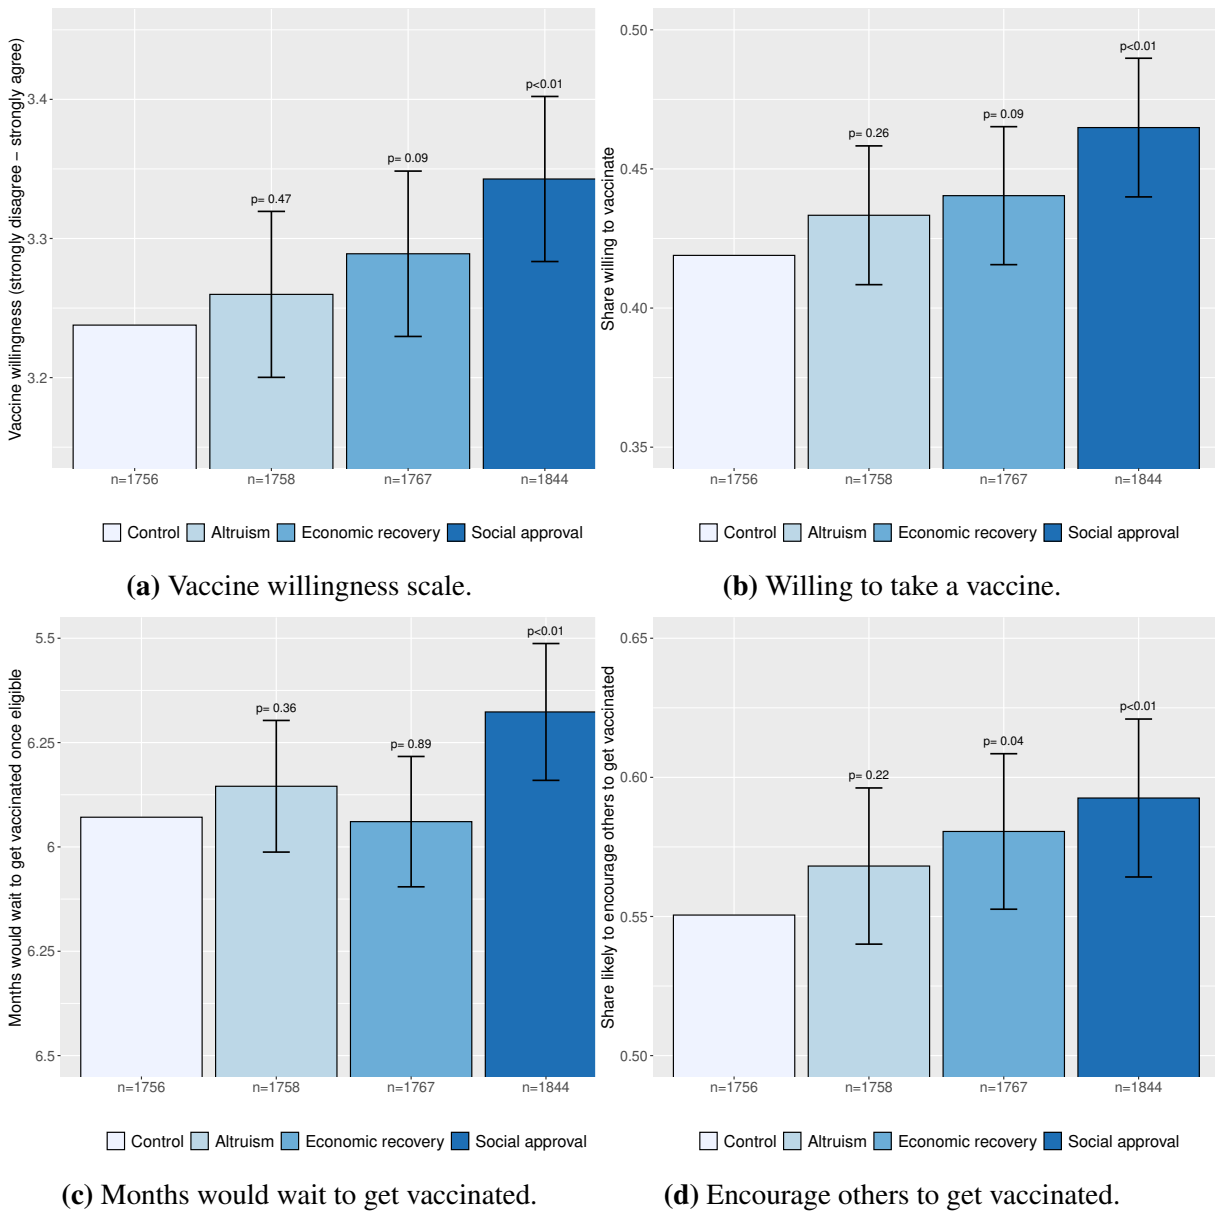 Vaccine willingness (strongly disagree – strongly agree)
3.4
3.3
3.2
p= 0.47
p= 0.09
p<0.01
n=1756 n=1758 n=1767 n=1844
Control Altruism Economic recovery Social approval
(a) Vaccine willingness scale.
Share willing to vaccinate
0.50
0.45
0.40
0.35
p= 0.26
p= 0.09
p<0.01
n=1756 n=1758 n=1767 n=1844
Control Altruism Economic recovery Social approval
(b) Willing to take a vaccine.
Months would wait to get vaccinated once eligible
5.5
6.25
6
6.25
6.5
p= 0.36
p= 0.89
p<0.01
n=1756 n=1758 n=1767 n=1844
Control Altruism Economic recovery Social approval
(c) Months would wait to get vaccinated.
Share likely to encourage others to get vaccinated
0.65
0.60
0.55
0.50
p= 0.22
p= 0.04
p<0.01
n=1756 n=1758 n=1767 n=1844
Control Altruism Economic recovery Social approval
(d) Encourage others to get vaccinated.